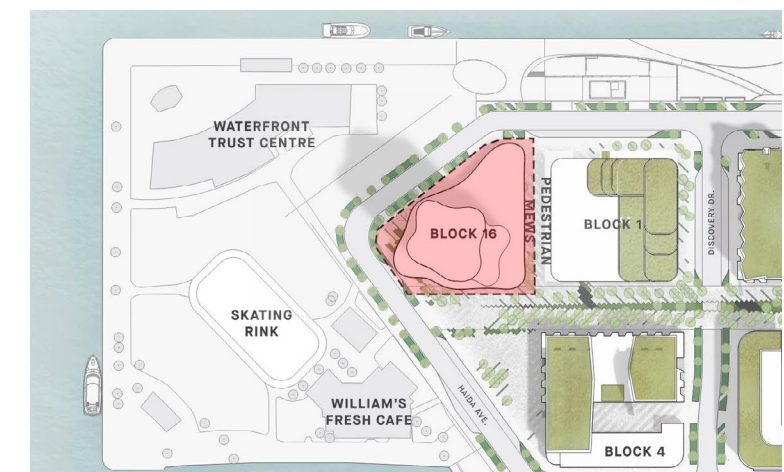 WATERFRONT
TRUST CENTRE
BLOCK 16
PEDESTRIAN
MEWS
BLOCK 1
DISCOVERY DR.
SKATING
RINK
WILLIAM'S
FRESH CAFE
HAIDA AVE.
BLOCK 4